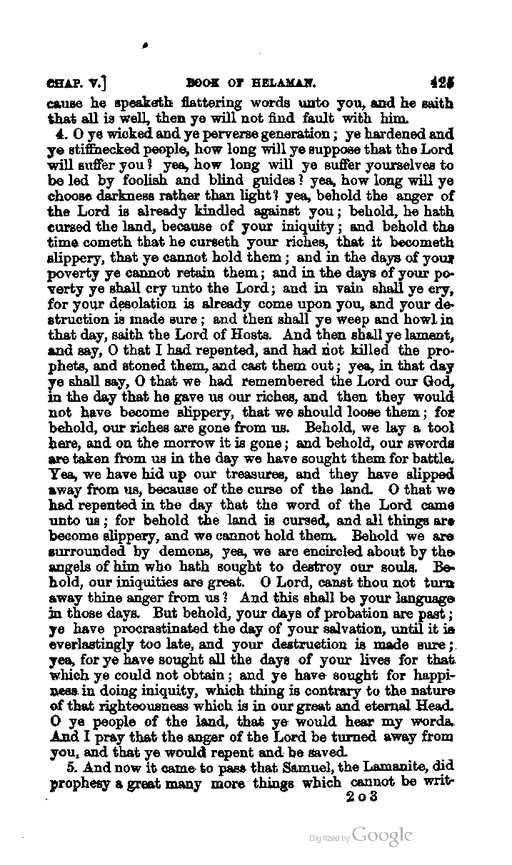 CHAP. V.] BOOK OF HELAMAN. 425
cause he speaketh flattering words unto you, and he saith
that all is well, then ye will not find fault with him.
4. O ye wicked and ye perverse generation; ye hardened and
ye stiffnecked people, how long will ye suppose that the Lord
will suffer you? yea, how long will ye suffer yourselves to
be led by foolish and blind guides? yea, how long will ye
choose darkness rather than light? yea, behold the anger of
the Lord is already kindled against you; behold, he hath
cursed the land, because of your iniquity; and behold the
time cometh that he curseth your riches, that it becometh
slippery, that ye cannot hold them; and in the days of your
poverty ye cannot retain them; and in the days of your po-
verty ye shall cry unto the Lord; and in vain shall ye cry,
for your desolation is already come upon you, and your de-
struction is made sure; and then shall ye weep and howl in
that day, saith the Lord of Hosts. And then shall ye lament,
and say, O that I had repented, and had not killed the pro-
phets, and stoned them, and cast them out; yea, in that day
ye shall say, O that we had remembered the Lord our God,
in the day that he gave us our riches, and then they would
not have become slippery, that we should loose them; for
behold, our riches are gone from us. Behold, we lay a tool
here, and on the morrow it is gone; and behold, our swords
are taken from us in the day we have sought them for battle.
Yea, we have hid up our treasures, and they have slipped
away from us, because of the curse of the land. O that we
had repented in the day that the word of the Lord came
unto us; for behold the land is cursed, and all things are
become slippery, and we cannot hold them. Behold we are
surrounded by demons, yea, we are encircled about by the
angels of him who hath sought to destroy our souls. Be-
hold, our iniquities are great. O Lord, canst thou not turn
away thine anger from us? And this shall be your language
in those days. But behold, your days of probation are past;
ye have procrastinated the day of your salvation, until it is
everlastingly too late, and your destruction is made sure;
yea, for ye have sought all the days of your lives for that
which ye could not obtain; and ye have sought for happi-
ness in doing iniquity, which thing is contrary to the nature
of that righteousness which is in our great and eternal Head.
O ye people of the land, that ye would hear my words.
And I pray that the anger of the Lord be turned away from
you, and that ye would repent and be saved.
5. And now it came to pass that Samuel, the Lamanite, did
prophesy a great many more things which cannot be writ-
2 o 3
Digitized by Google